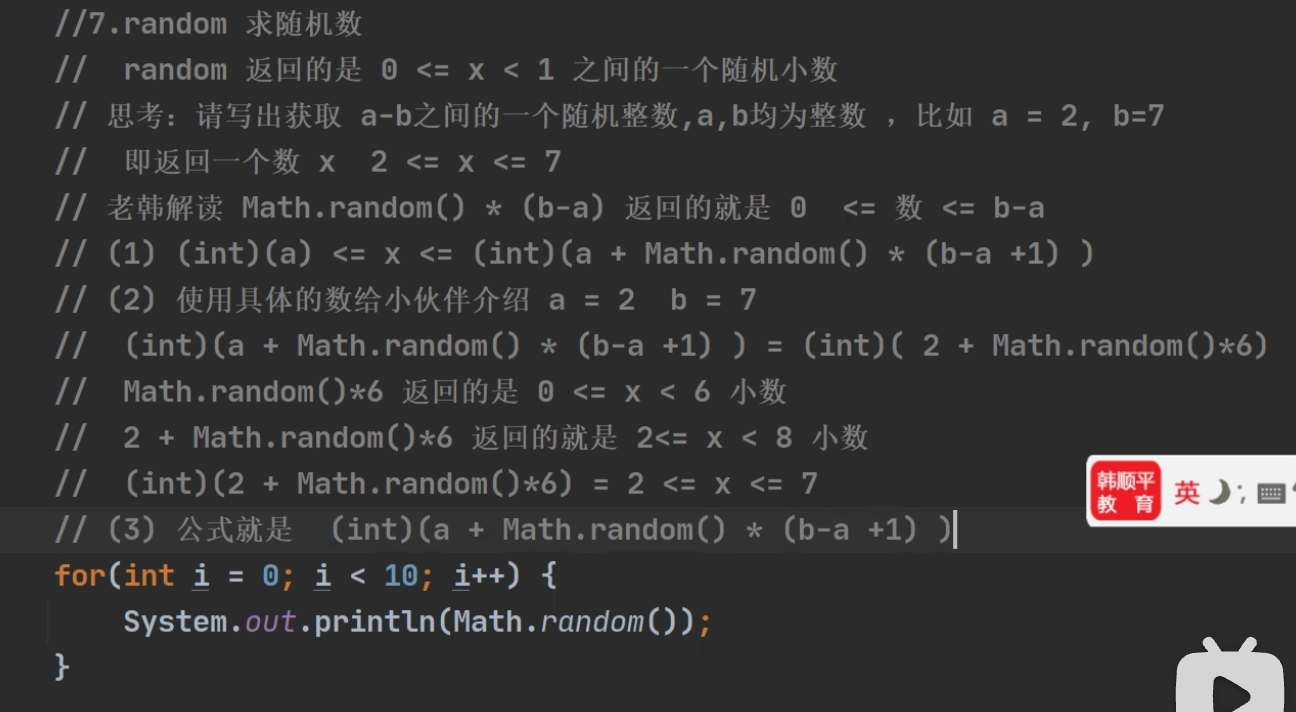 //7.random 求随机数
//  random 返回的是 0 <= x < 1 之间的一个随机小数
// 思考：请写出获取 a-b之间的一个随机整数,a,b均为整数 ，比如 a = 2, b=7
//  即返回一个数 x  2 <= x <= 7
// 老韩解读 Math.random() * (b-a) 返回的就是 0  <= 数 <= b-a
// (1) (int)(a) <= x <= (int)(a + Math.random() * (b-a +1) )
// (2) 使用具体的数给小伙伴介绍 a = 2  b = 7
//  (int)(a + Math.random() * (b-a +1) ) = (int)( 2 + Math.random()*6)
//  Math.random()*6 返回的是 0 <= x < 6 小数
//  2 + Math.random()*6 返回的就是 2<= x < 8 小数
//  (int)(2 + Math.random()*6) = 2 <= x <= 7
韩顺平
教 育
英
// (3) 公式就是  (int)(a + Math.random() * (b-a +1) )
for(int i = 0; i < 10; i++) {
    System.out.println(Math.random());
}